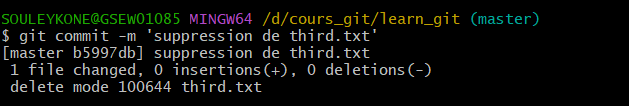 SOULEYKONE@GSEW01085 MINGW64 /d/cours_git/learn_git (master)
$ git commit -m 'suppression de third.txt'
[master b5997db] suppression de third.txt
 1 file changed, 0 insertions(+), 0 deletions(-)
 delete mode 100644 third.txt